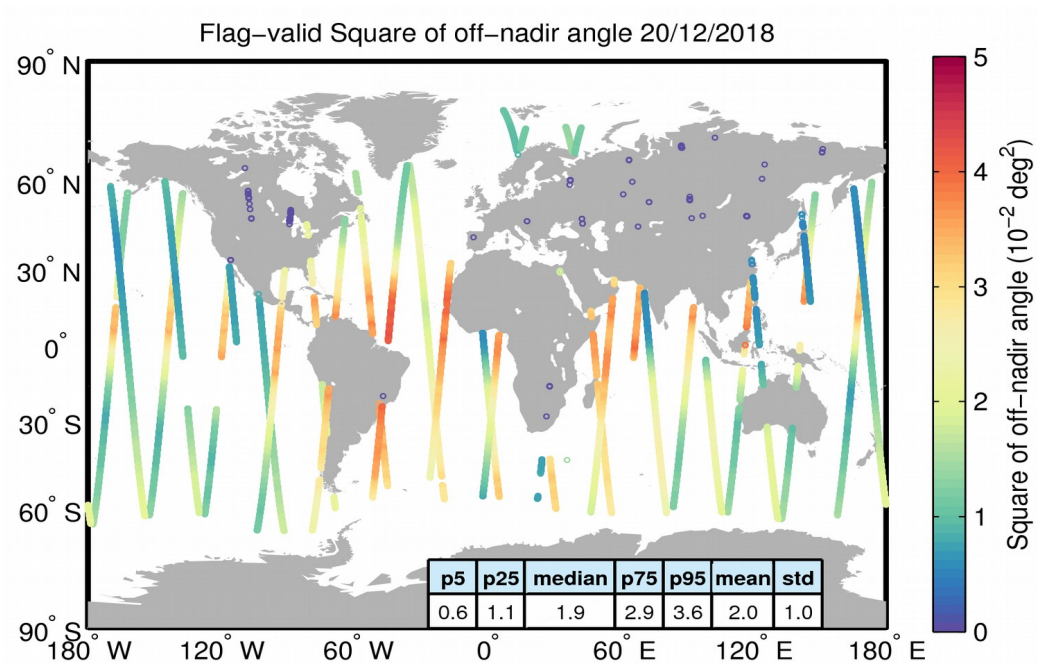 Flag−valid Square of off−nadir angle 20/12/2018
90° N
60° N
30° N
0°
30° S
60° S
90° S
180° W
120° W
60° W
0°
60° E
120° E
180° E
p5 p25 median p75 p95 mean std
0.6 1.1 1.9 2.9 3.6 2.0 1.0
5
4
3
2
1
0
Square of off−nadir angle (10⁻² deg²)